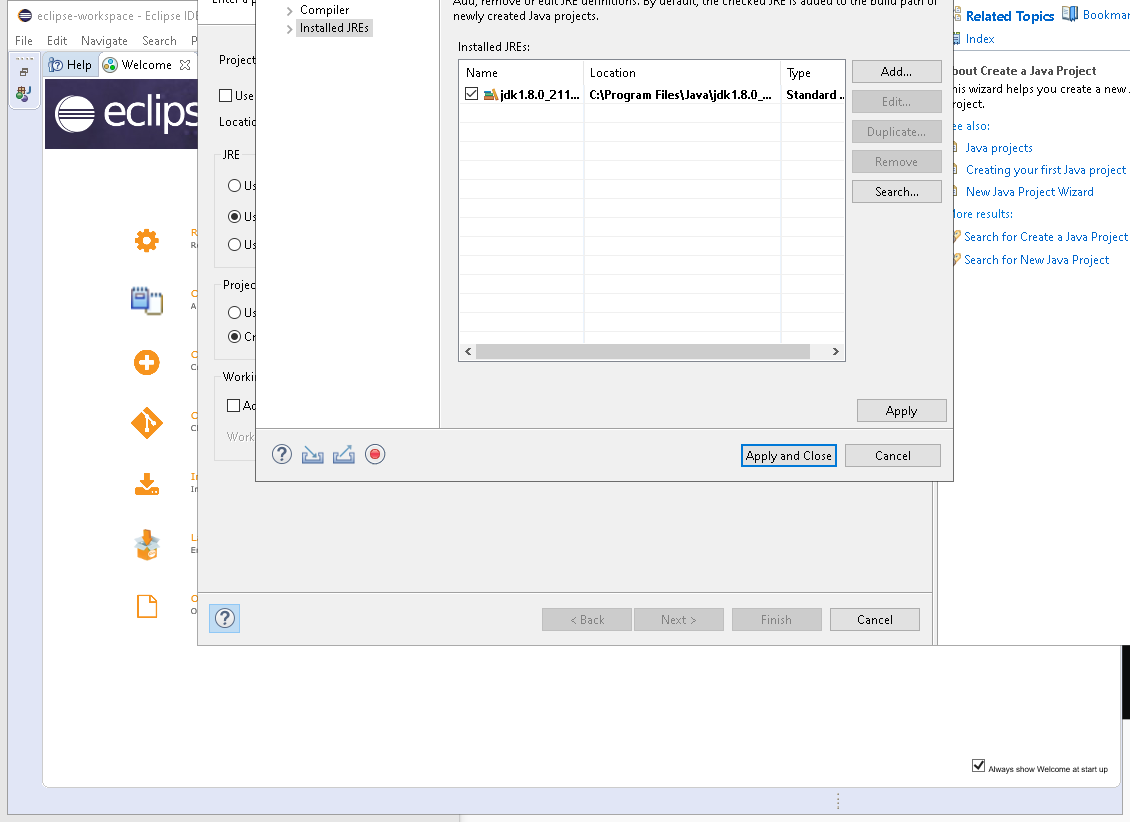 eclipse-workspace - Eclipse IDE
File Edit Navigate Search P
Help
Welcome
eclips
Enter a p
Project
Use
Locatio
JRE
Us
Us
Us
Projec
Us
Cr
Workin
Ad
Work
Compiler
Installed JREs
Add, remove or edit JRE definitions. By default, the checked JRE is added to the build path of
newly created Java projects.
Installed JREs:
Name Location Type
jdk1.8.0_211... C:\Program Files\Java\jdk1.8.0_... Standard ..
Add...
Edit...
Duplicate...
Remove
Search...
Apply
Apply and Close Cancel
< Back Next > Finish Cancel
Related Topics Bookmar
Index
bout Create a Java Project
his wizard helps you create a new J
roject.
ee also:
Java projects
Creating your first Java project
New Java Project Wizard
ore results:
Search for Create a Java Project
Search for New Java Project
Always show Welcome at start up